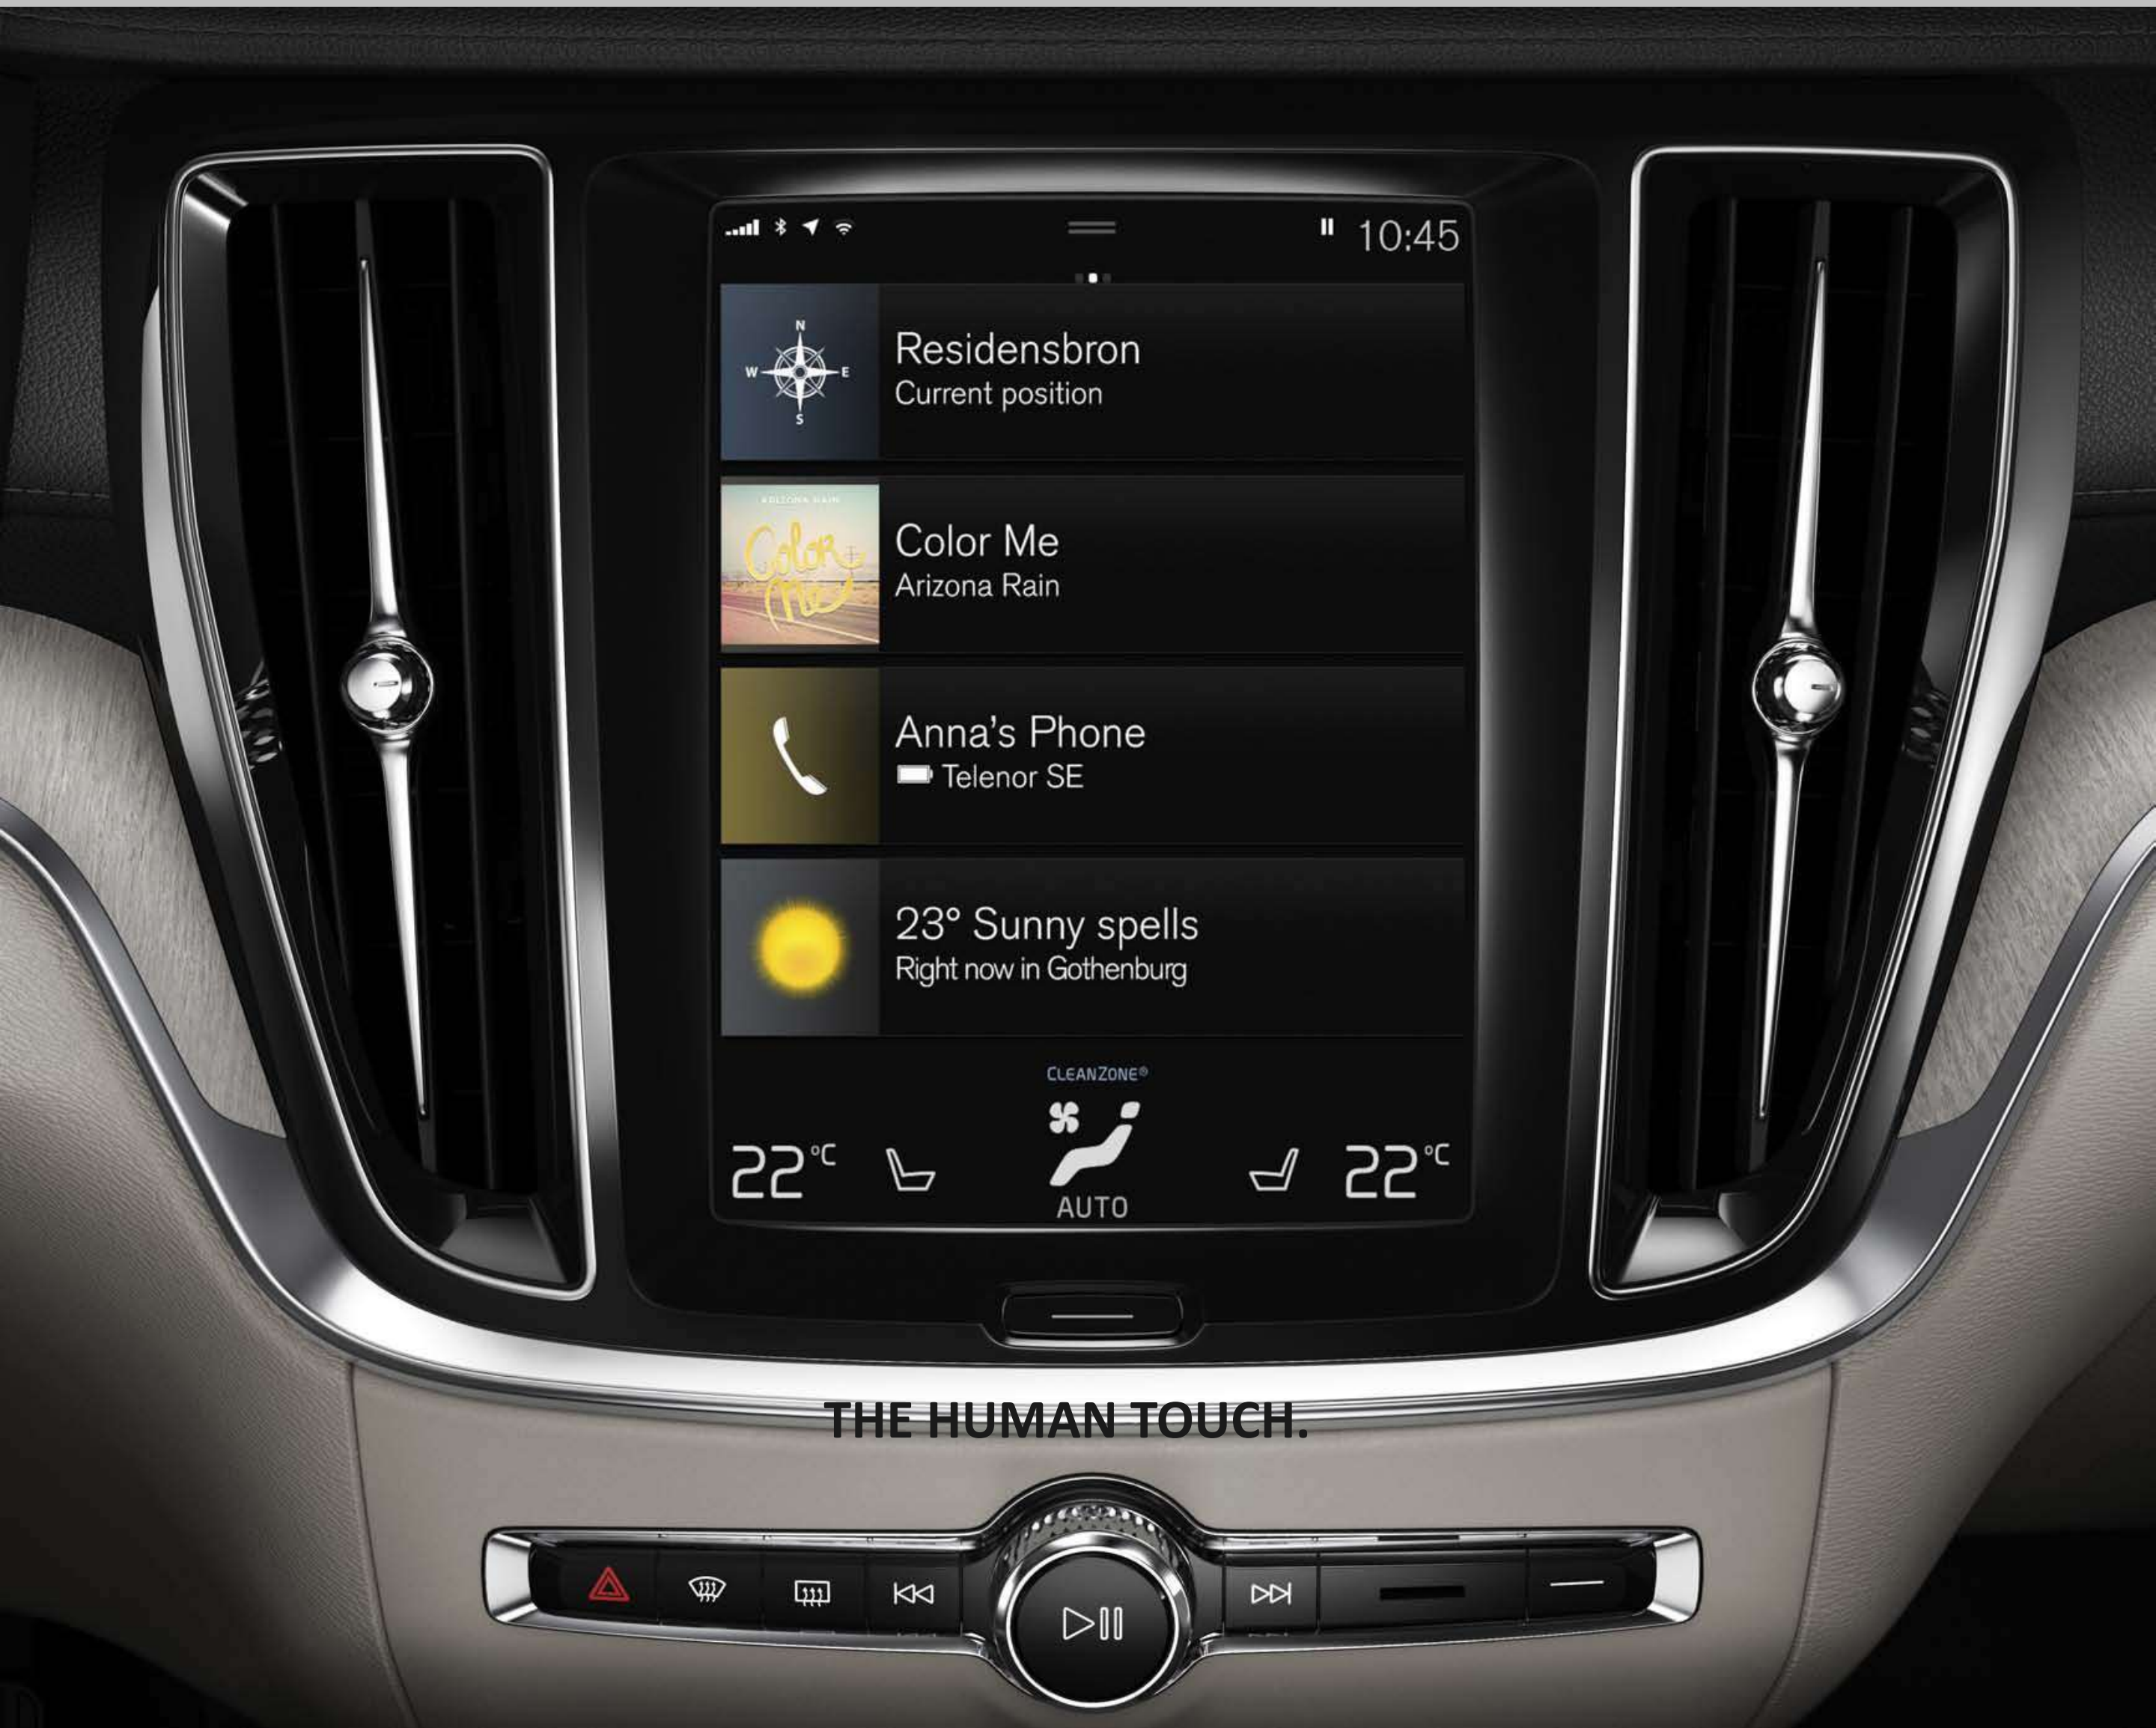 10:45
N
W E
S
Residensbron
Current position
ARIZONA RAIN
Color
Me
Color Me
Arizona Rain
Anna's Phone
Telenor SE
23° Sunny spells
Right now in Gothenburg
CLEANZONE®
22°C 22°C
AUTO
THE HUMAN TOUCH.